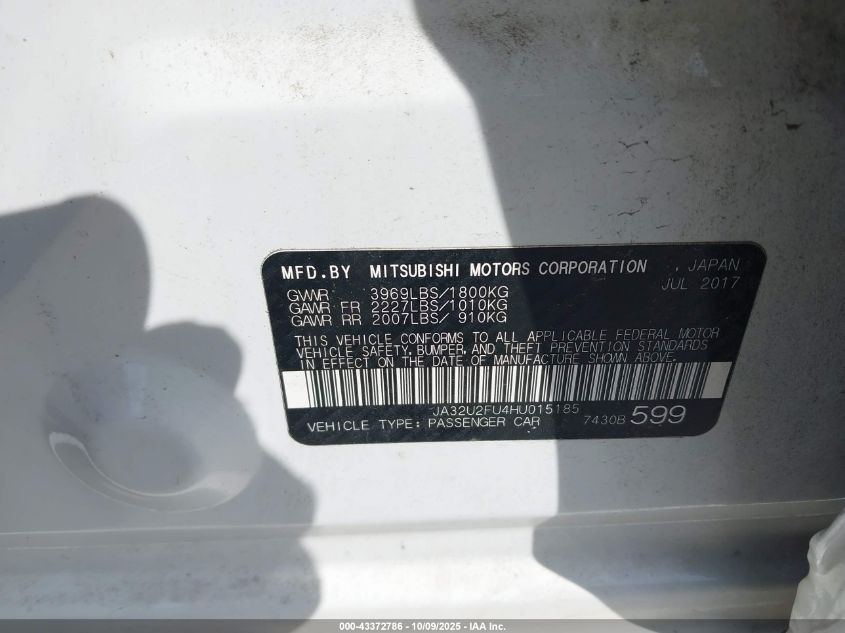 MFD.BY MITSUBISHI MOTORS CORPORATION , JAPAN
JUL 2017
GVWR 3969LBS/1800KG
GAWR FR 2227LBS/1010KG
GAWR RR 2007LBS/ 910KG
THIS VEHICLE CONFORMS TO ALL APPLICABLE FEDERAL MOTOR
VEHICLE SAFETY, BUMPER, AND THEFT PREVENTION STANDARDS
IN EFFECT ON THE DATE OF MANUFACTURE SHOWN ABOVE.
JA32U2FU4HU015185
VEHICLE TYPE: PASSENGER CAR 7430B 599
000-43372786 - 10/09/2025 - IAA Inc.